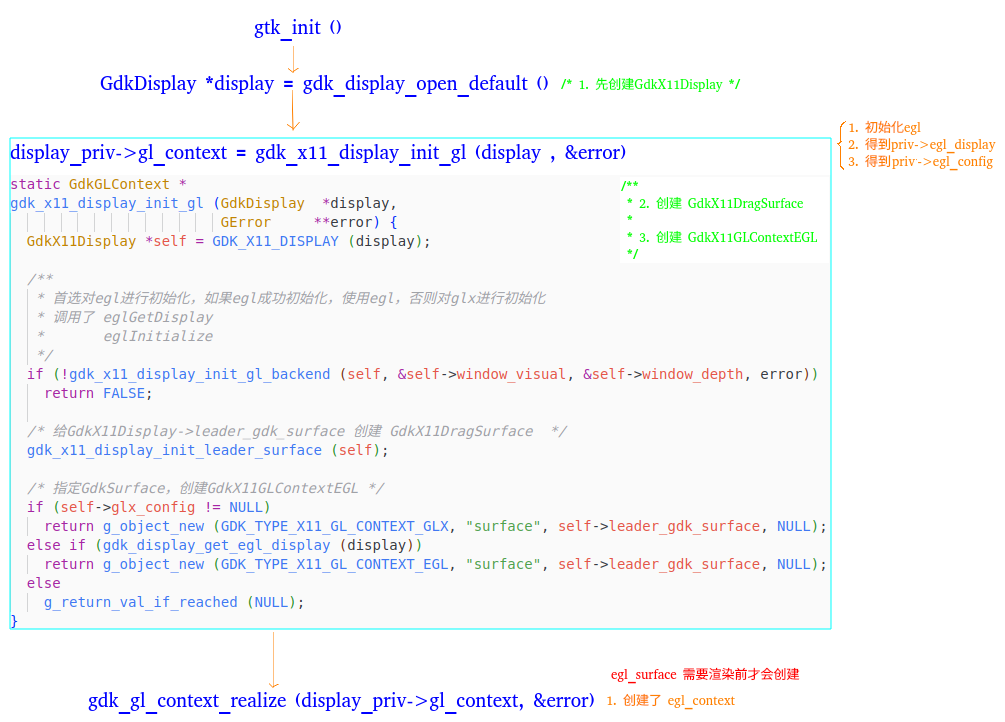 gtk_init ()
GdkDisplay *display = gdk_display_open_default () /* 1. 先创建GdkX11Display */
display_priv->gl_context = gdk_x11_display_init_gl (display , &error)
1. 初始化egl
2. 得到priv->egl_display
3. 得到priv->egl_config
static GdkGLContext *
gdk_x11_display_init_gl (GdkDisplay *display,
GError **error) {
GdkX11Display *self = GDK_X11_DISPLAY (display);
/**
* 2. 创建 GdkX11DragSurface
*
* 3. 创建 GdkX11GLContextEGL
*/
/**
* 首选对egl进行初始化，如果egl成功初始化，使用egl，否则对glx进行初始化
* 调用了 eglGetDisplay
* eglInitialize
*/
if (!gdk_x11_display_init_gl_backend (self, &self->window_visual, &self->window_depth, error))
return FALSE;
/* 给GdkX11Display->leader_gdk_surface 创建 GdkX11DragSurface */
gdk_x11_display_init_leader_surface (self);
/* 指定GdkSurface，创建GdkX11GLContextEGL */
if (self->glx_config != NULL)
return g_object_new (GDK_TYPE_X11_GL_CONTEXT_GLX, "surface", self->leader_gdk_surface, NULL);
else if (gdk_display_get_egl_display (display))
return g_object_new (GDK_TYPE_X11_GL_CONTEXT_EGL, "surface", self->leader_gdk_surface, NULL);
else
g_return_val_if_reached (NULL);
}
egl_surface 需要渲染前才会创建
gdk_gl_context_realize (display_priv->gl_context, &error) 1. 创建了 egl_context